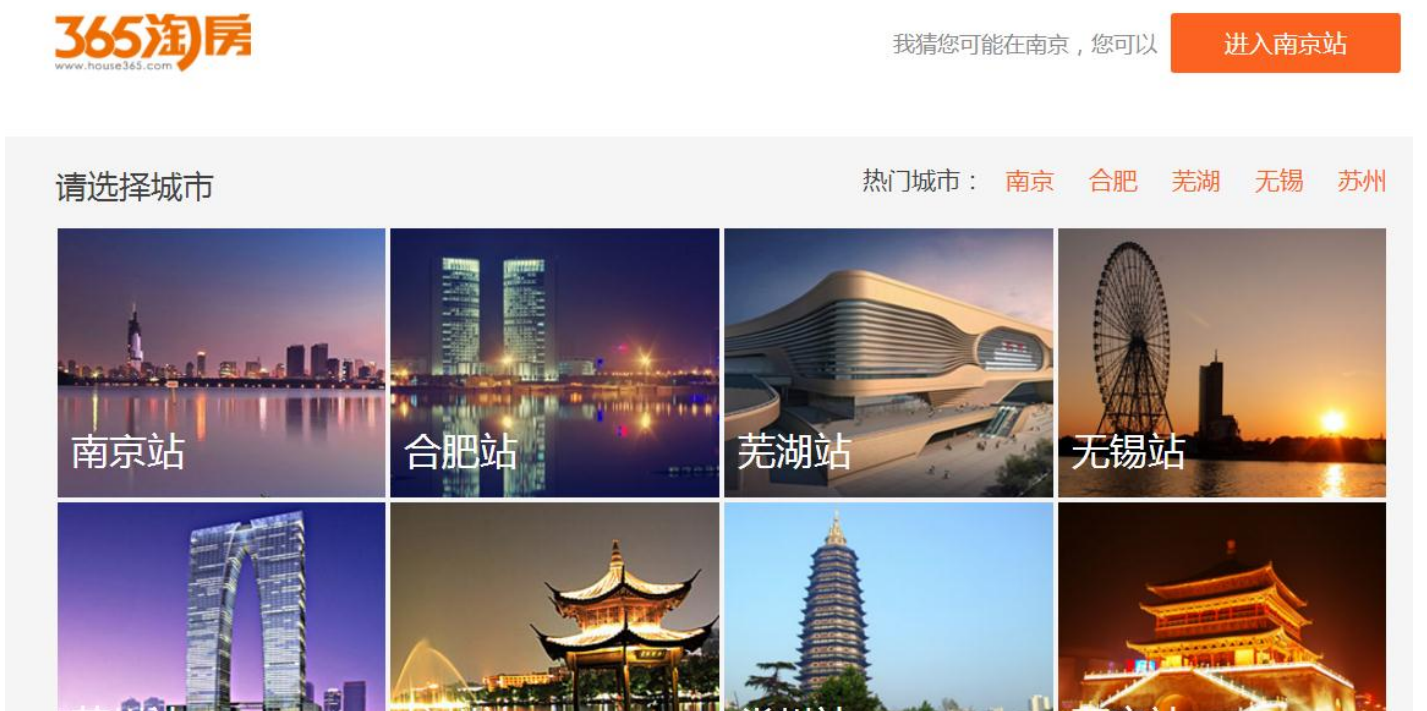 365淘房
www.house365.com
我猜您可能在南京，您可以
进入南京站
请选择城市
热门城市： 南京 合肥 芜湖 无锡 苏州
南京站
合肥站
芜湖站
无锡站